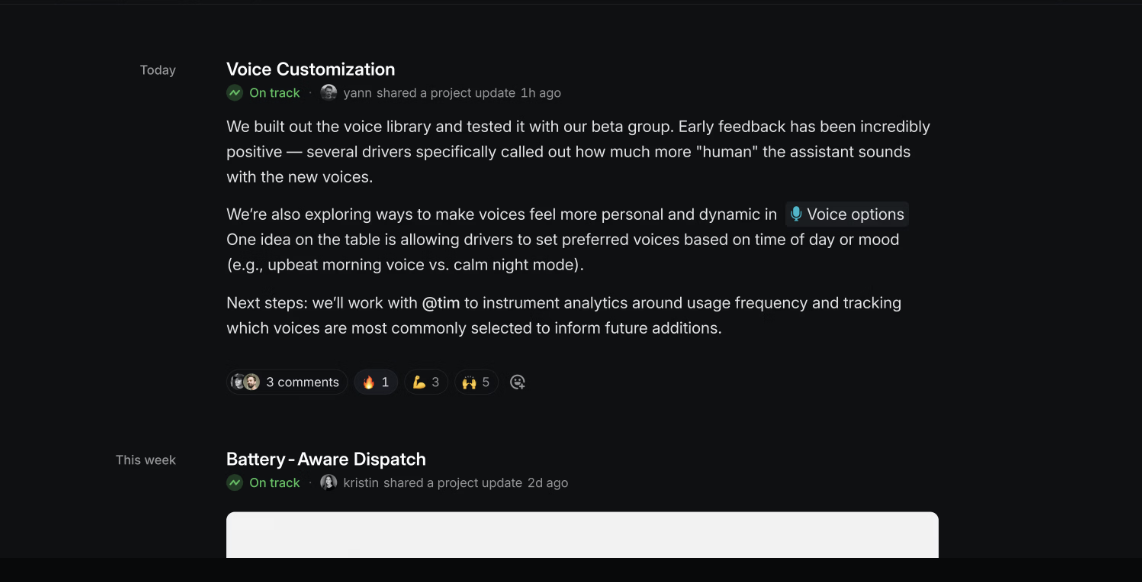 Today
Voice Customization
On track · yann shared a project update 1h ago
We built out the voice library and tested it with our beta group. Early feedback has been incredibly
positive — several drivers specifically called out how much more "human" the assistant sounds
with the new voices.
We’re also exploring ways to make voices feel more personal and dynamic in Voice options
One idea on the table is allowing drivers to set preferred voices based on time of day or mood
(e.g., upbeat morning voice vs. calm night mode).
Next steps: we’ll work with @tim to instrument analytics around usage frequency and tracking
which voices are most commonly selected to inform future additions.
3 comments 🔥 1 💪 3 🙌 5
This week
Battery-Aware Dispatch
On track · kristin shared a project update 2d ago